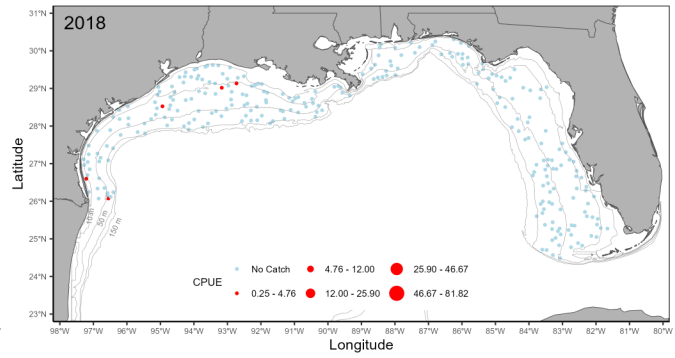 2018
31°N
30°N
29°N
28°N
27°N
26°N
25°N
24°N
23°N
Latitude
10 m
50 m
150 m
CPUE
No Catch
4.76 - 12.00
25.90 - 46.67
0.25 - 4.76
12.00 - 25.90
46.67 - 81.82
98°W 97°W 96°W 95°W 94°W 93°W 92°W 91°W 90°W 89°W 88°W 87°W 86°W 85°W 84°W 83°W 82°W 81°W 80°W
Longitude